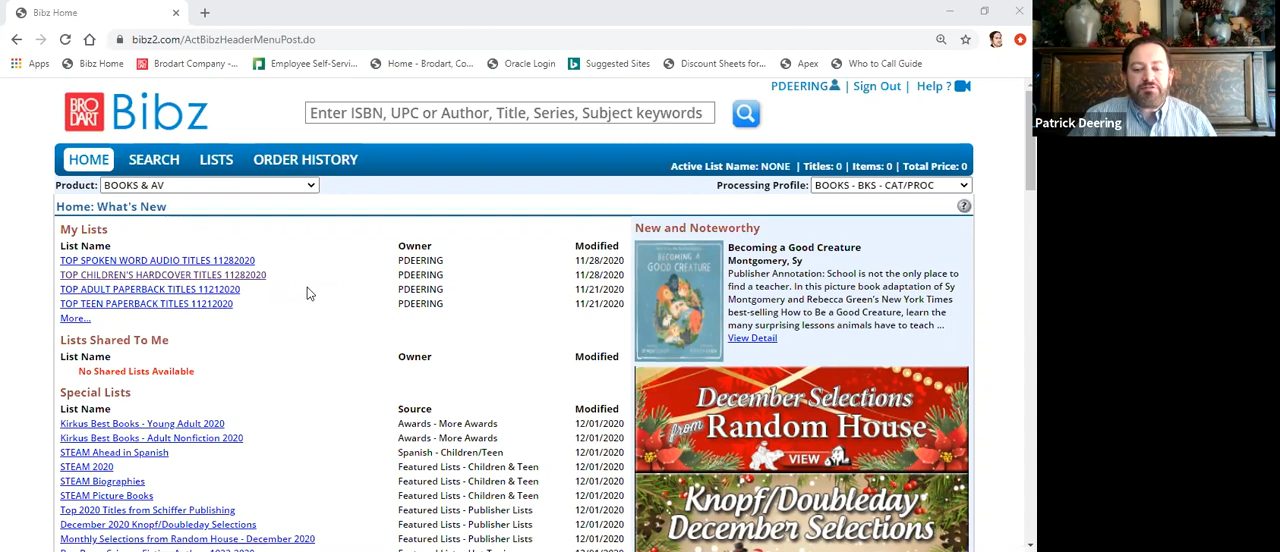 Bibz Home
bibz2.com/ActBibzHeaderMenuPost.do
Apps Bibz Home Brodart Company -... Employee Self-Servi... Home - Brodart, Co... Oracle Login Suggested Sites Discount Sheets for... Apex Who to Call Guide
Patrick Deering
PDEERING | Sign Out | Help ?
BRO
DART
Bibz
Enter ISBN, UPC or Author, Title, Series, Subject keywords
HOME SEARCH LISTS ORDER HISTORY
Active List Name: NONE | Titles: 0 | Items: 0 | Total Price: 0
Product: BOOKS & AV
Processing Profile: BOOKS - BKS - CAT/PROC
Home: What's New
?
My Lists
List Name Owner Modified
TOP SPOKEN WORD AUDIO TITLES 11282020 PDEERING 11/28/2020
TOP CHILDREN'S HARDCOVER TITLES 11282020 PDEERING 11/28/2020
TOP ADULT PAPERBACK TITLES 11212020 PDEERING 11/21/2020
TOP TEEN PAPERBACK TITLES 11212020 PDEERING 11/21/2020
More...
Lists Shared To Me
List Name Owner Modified
No Shared Lists Available
Special Lists
List Name Source Modified
Kirkus Best Books - Young Adult 2020 Awards - More Awards 12/01/2020
Kirkus Best Books - Adult Nonfiction 2020 Awards - More Awards 12/01/2020
STEAM Ahead in Spanish Spanish - Children/Teen 12/01/2020
STEAM 2020 Featured Lists - Children & Teen 12/01/2020
STEAM Biographies Featured Lists - Children & Teen 12/01/2020
STEAM Picture Books Featured Lists - Children & Teen 12/01/2020
Top 2020 Titles from Schiffer Publishing Featured Lists - Publisher Lists 12/01/2020
December 2020 Knopf/Doubleday Selections Featured Lists - Publisher Lists 12/01/2020
Monthly Selections from Random House - December 2020 Featured Lists - Publisher Lists 12/01/2020
New and Noteworthy
BECOMING A
GOOD CREATURE
Becoming a Good Creature
Montgomery, Sy
Publisher Annotation: School is not the only place to
find a teacher. In this picture book adaptation of Sy
Montgomery and Rebecca Green's New York Times
best-selling How to Be a Good Creature, learn the
many surprising lessons animals have to teach ...
View Detail
December Selections
from Random House
VIEW
Knopf/Doubleday
December Selections